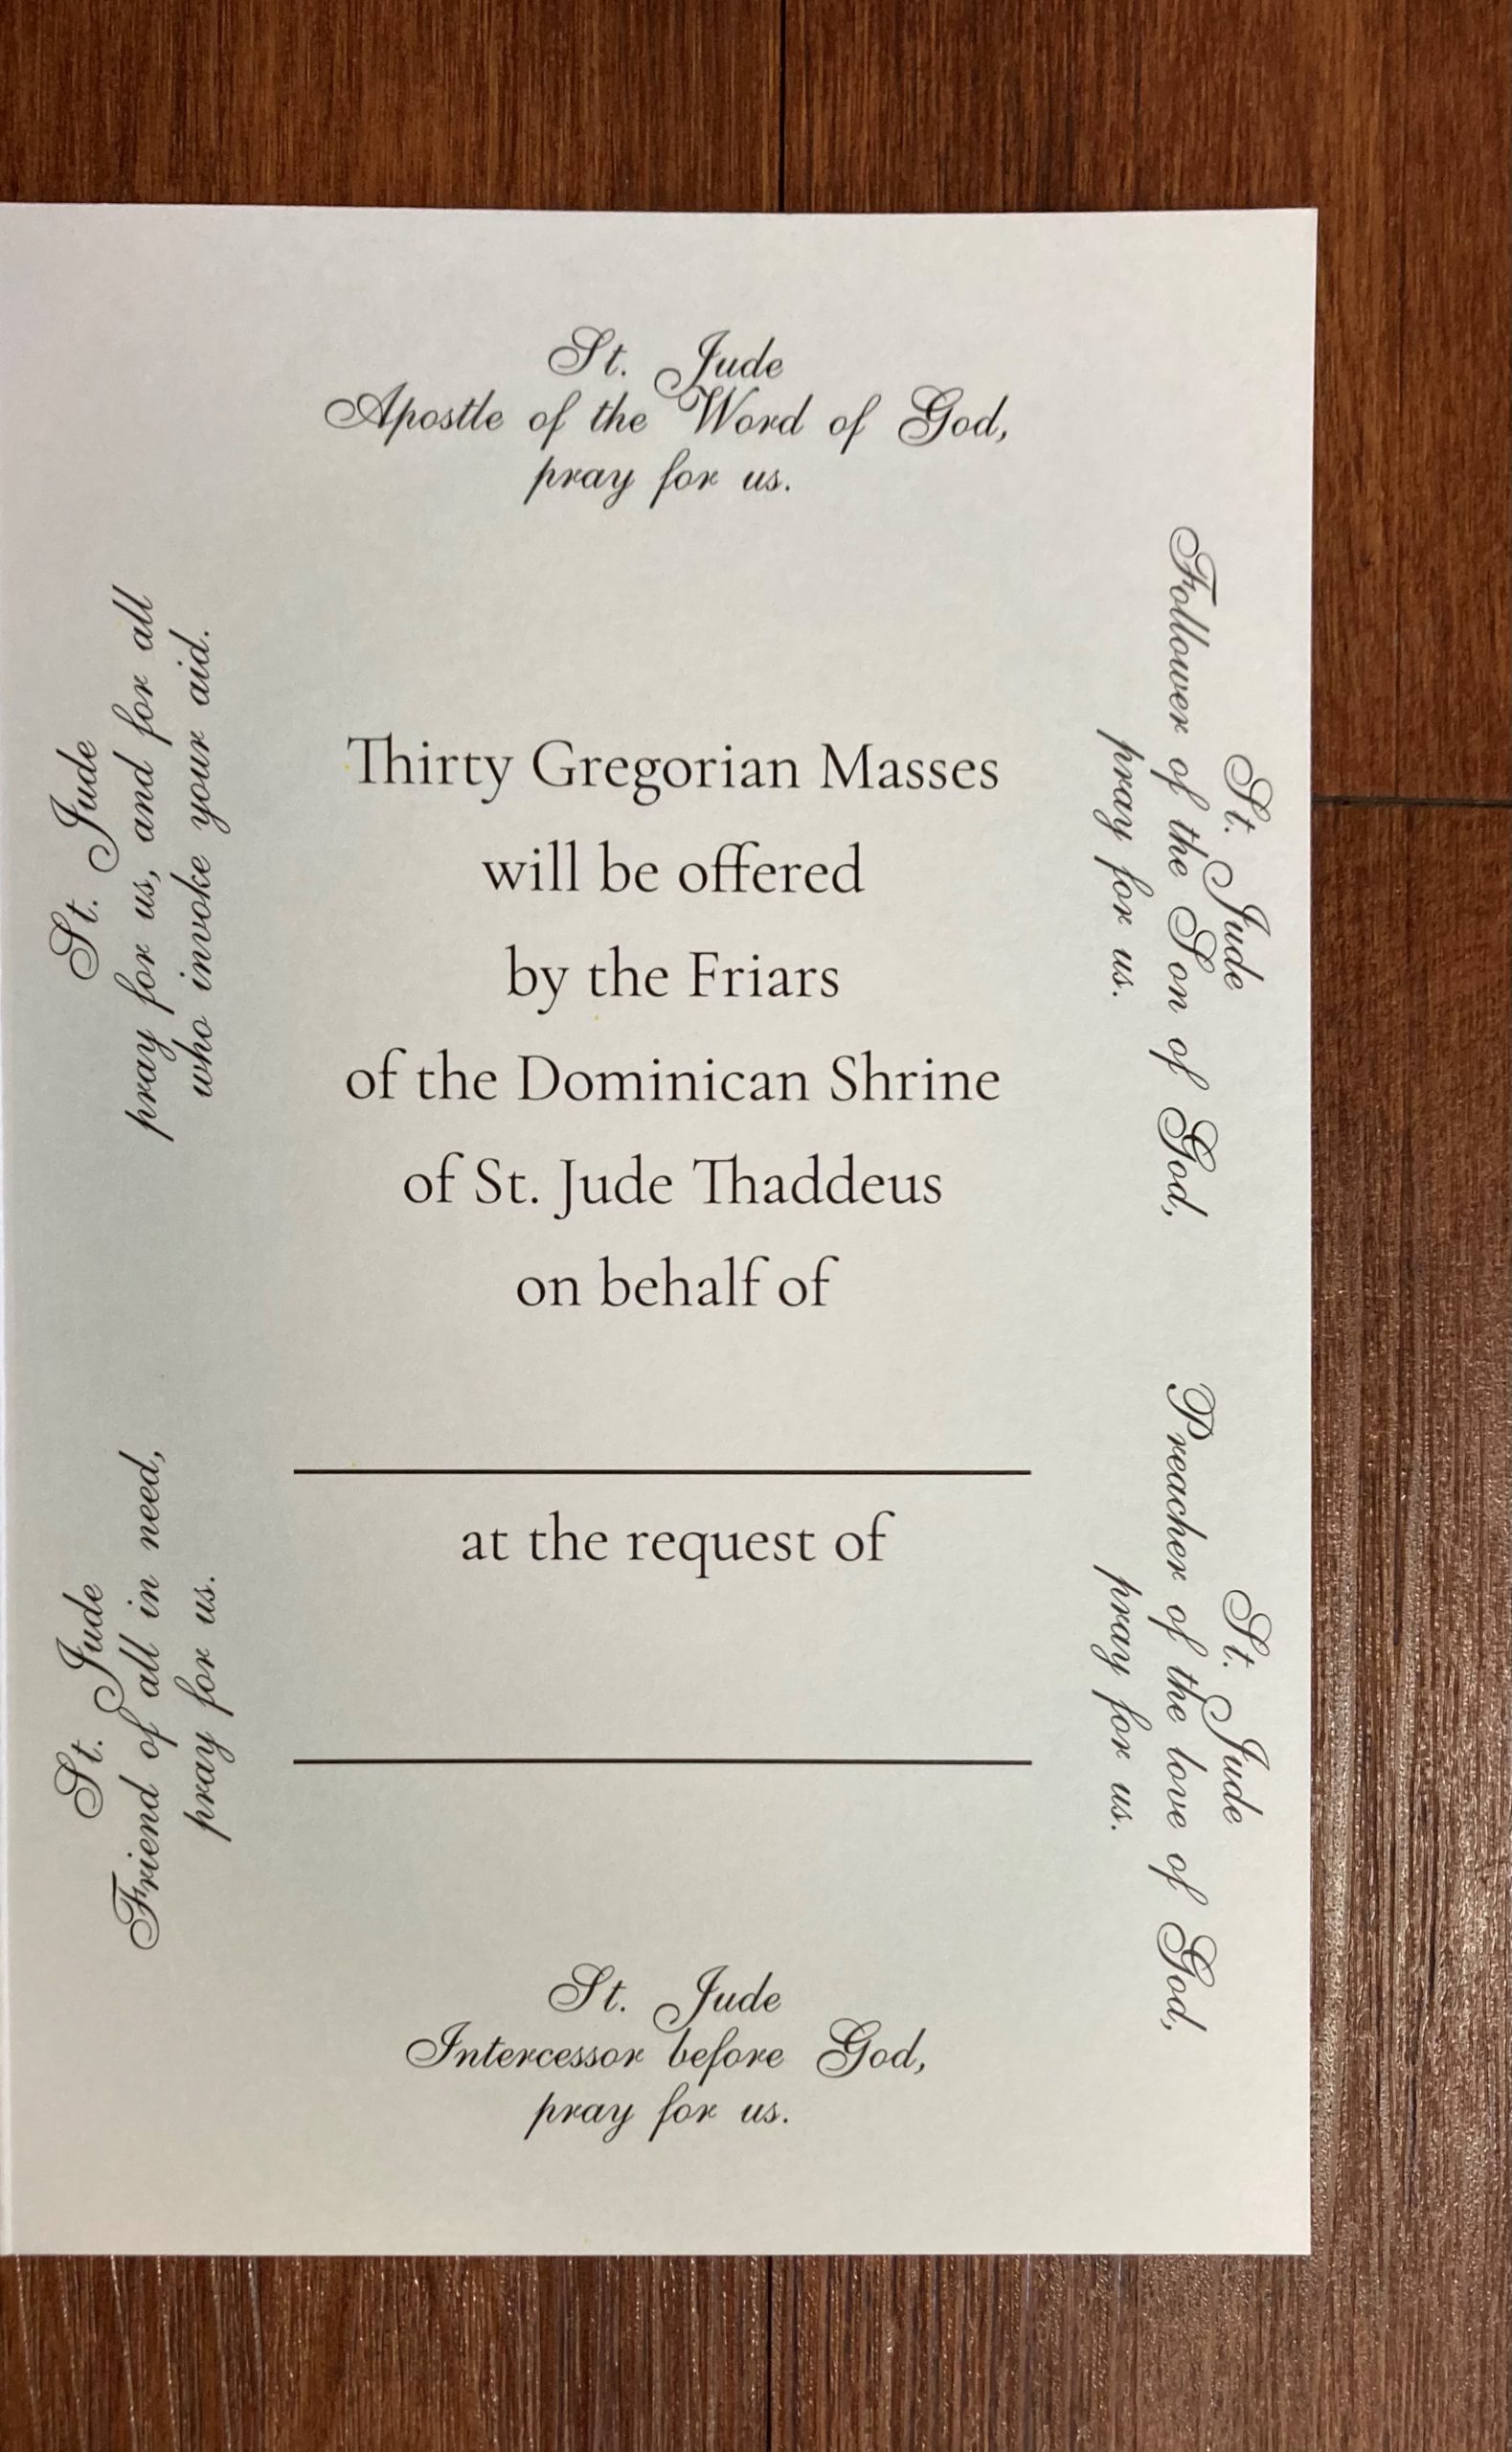 St. Jude
Apostle of the Word of God,
pray for us.
St. Jude
Follower of the Son of God,
pray for us.
St. Jude
Preacher of the love of God,
pray for us.
St. Jude
Intercessor before God,
pray for us.
St. Jude
Friend of all in need,
pray for us.
St. Jude
pray for us, and for all
who invoke your aid.
Thirty Gregorian Masses
will be offered
by the Friars
of the Dominican Shrine
of St. Jude Thaddeus
on behalf of
at the request of